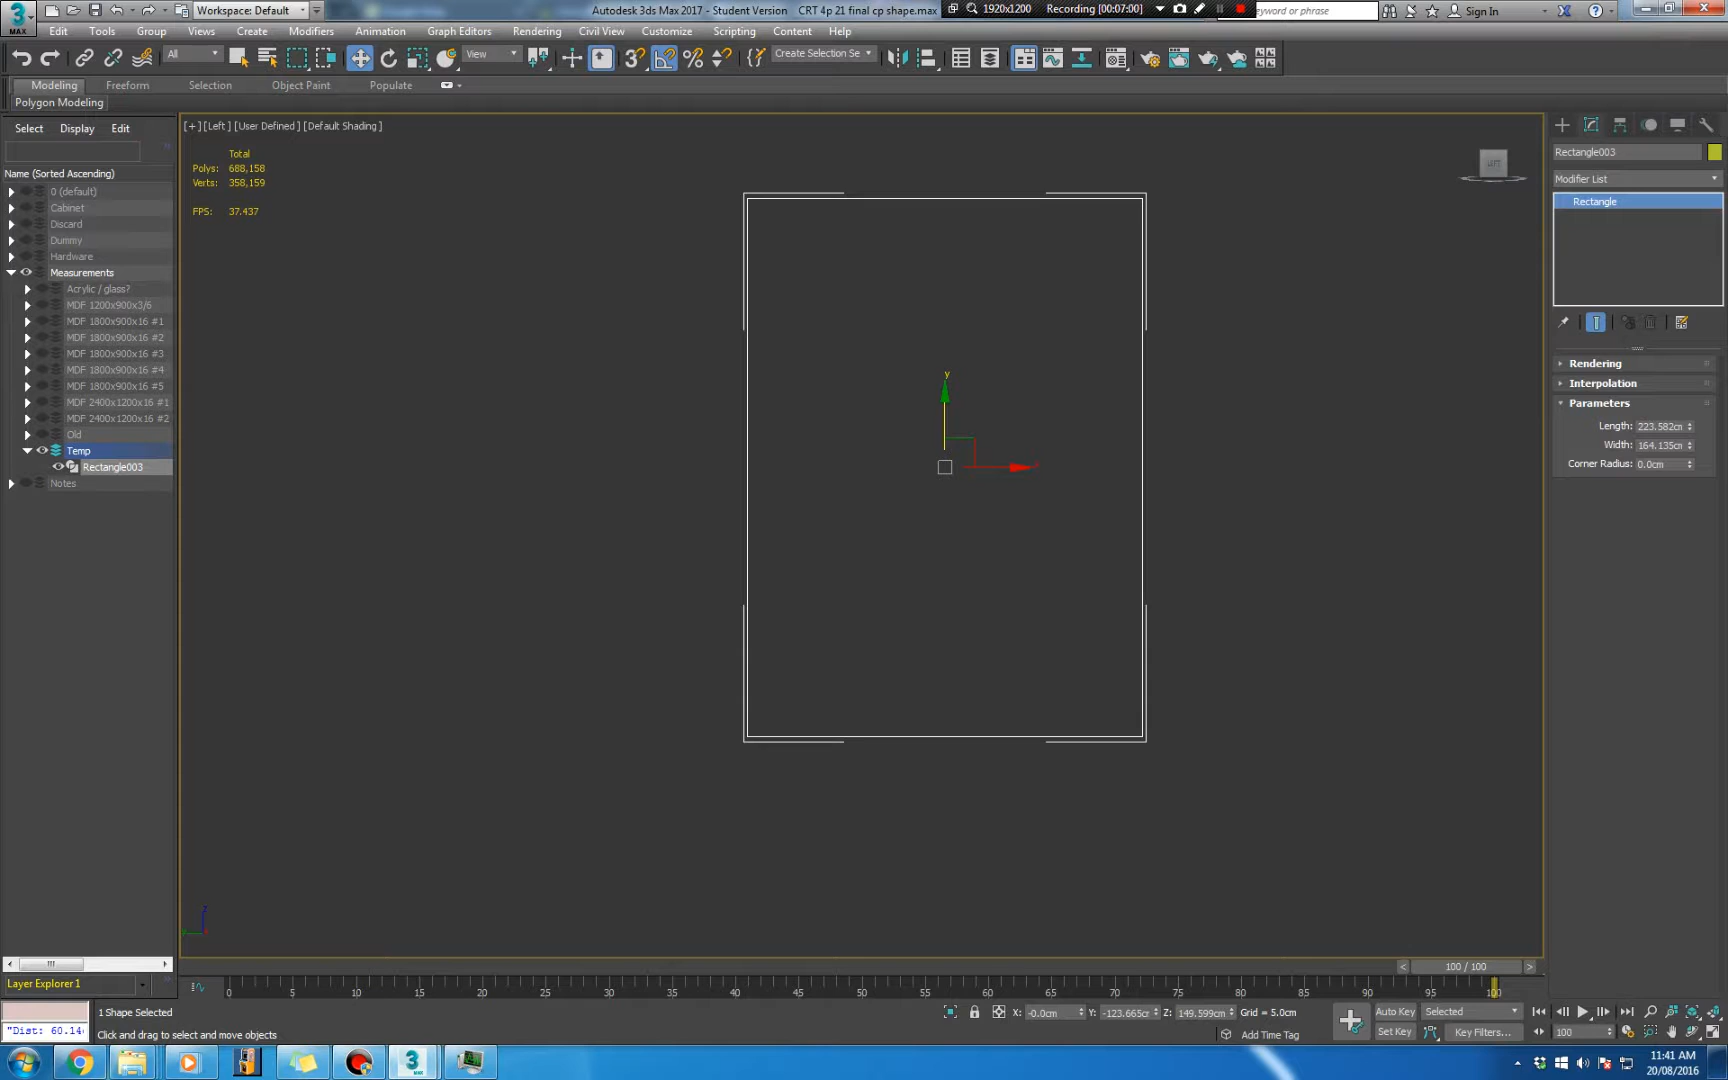 3
MAX
Workspace: Default
Autodesk 3ds Max 2017 - Student Version CRT 4p 21 final cp shape.max
1920x1200
Recording [00:07:00]
keyword or phrase
Sign In
Edit Tools Group Views Create Modifiers Animation Graph Editors Rendering Civil View Customize Scripting Content Help
All
View
Create Selection Se
Modeling Freeform Selection Object Paint Populate
Polygon Modeling
Select Display Edit
Name (Sorted Ascending)
0 (default)
Cabinet
Discard
Dummy
Hardware
Measurements
Acrylic / glass?
MDF 1200x900x3/6
MDF 1800x900x16 #1
MDF 1800x900x16 #2
MDF 1800x900x16 #3
MDF 1800x900x16 #4
MDF 1800x900x16 #5
MDF 2400x1200x16 #1
MDF 2400x1200x16 #2
Old
Temp
Rectangle003
Notes
Layer Explorer 1
[+] [Left] [User Defined] [Default Shading]
Total
Polys: 688,158
Verts: 358,159
FPS: 37.437
y
z
Rectangle003
Modifier List
Rectangle
Rendering
Interpolation
Parameters
Length: 223.582cm
Width: 164.135cm
Corner Radius: 0.0cm
100 / 100
0 5 10 15 20 25 30 35 40 45 50 55 60 65 70 75 80 85 90 95 100
"Dist: 60.14
1 Shape Selected
Click and drag to select and move objects
X: -0.0cm Y: -123.665cm Z: 149.599cm Grid = 5.0cm
Add Time Tag
Auto Key Selected
Set Key Key Filters...
100
11:41 AM
20/08/2016